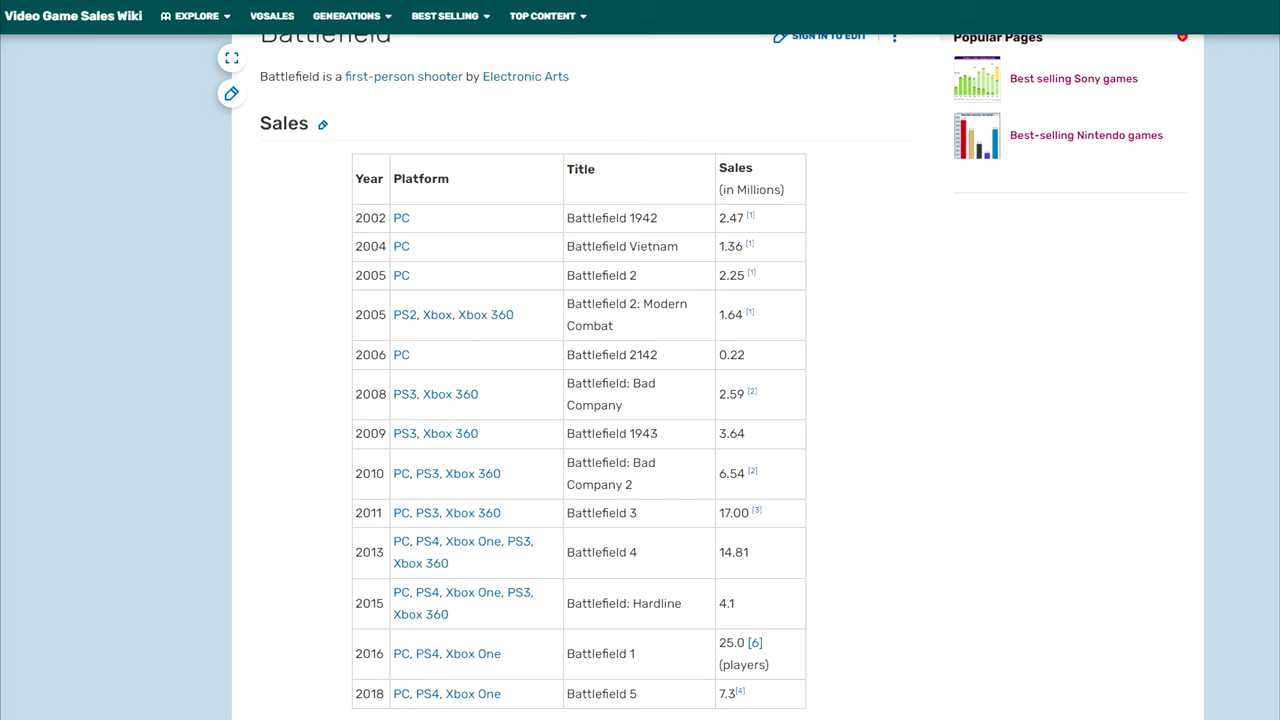 Video Game Sales Wiki EXPLORE VGSALES GENERATIONS BEST SELLING TOP CONTENT
Battlefield SIGN IN TO EDIT Popular Pages
Battlefield is a first-person shooter by Electronic Arts
Best selling Sony games
Sales
Best-selling Nintendo games
Year Platform Title Sales
(in Millions)
2002 PC Battlefield 1942 2.47 [1]
2004 PC Battlefield Vietnam 1.36 [1]
2005 PC Battlefield 2 2.25 [1]
2005 PS2, Xbox, Xbox 360 Battlefield 2: Modern
Combat 1.64 [1]
2006 PC Battlefield 2142 0.22
2008 PS3, Xbox 360 Battlefield: Bad
Company 2.59 [2]
2009 PS3, Xbox 360 Battlefield 1943 3.64
2010 PC, PS3, Xbox 360 Battlefield: Bad
Company 2 6.54 [2]
2011 PC, PS3, Xbox 360 Battlefield 3 17.00 [3]
2013 PC, PS4, Xbox One, PS3,
Xbox 360 Battlefield 4 14.81
2015 PC, PS4, Xbox One, PS3,
Xbox 360 Battlefield: Hardline 4.1
2016 PC, PS4, Xbox One Battlefield 1 25.0 [6]
(players)
2018 PC, PS4, Xbox One Battlefield 5 7.3[4]